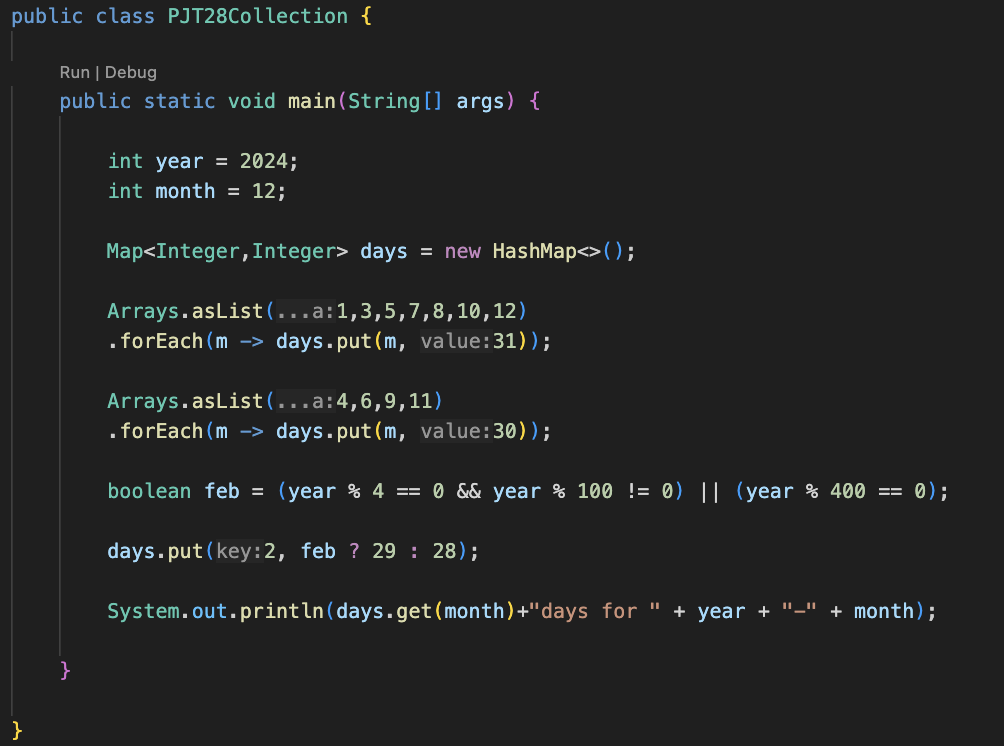 public class PJT28Collection {
Run | Debug
public static void main(String[] args) {
int year = 2024;
int month = 12;
Map<Integer,Integer> days = new HashMap<>();
Arrays.asList(...a:1,3,5,7,8,10,12)
.forEach(m -> days.put(m, value:31));
Arrays.asList(...a:4,6,9,11)
.forEach(m -> days.put(m, value:30));
boolean feb = (year % 4 == 0 && year % 100 != 0) || (year % 400 == 0);
days.put(key:2, feb ? 29 : 28);
System.out.println(days.get(month)+"days for " + year + "-" + month);
}
}